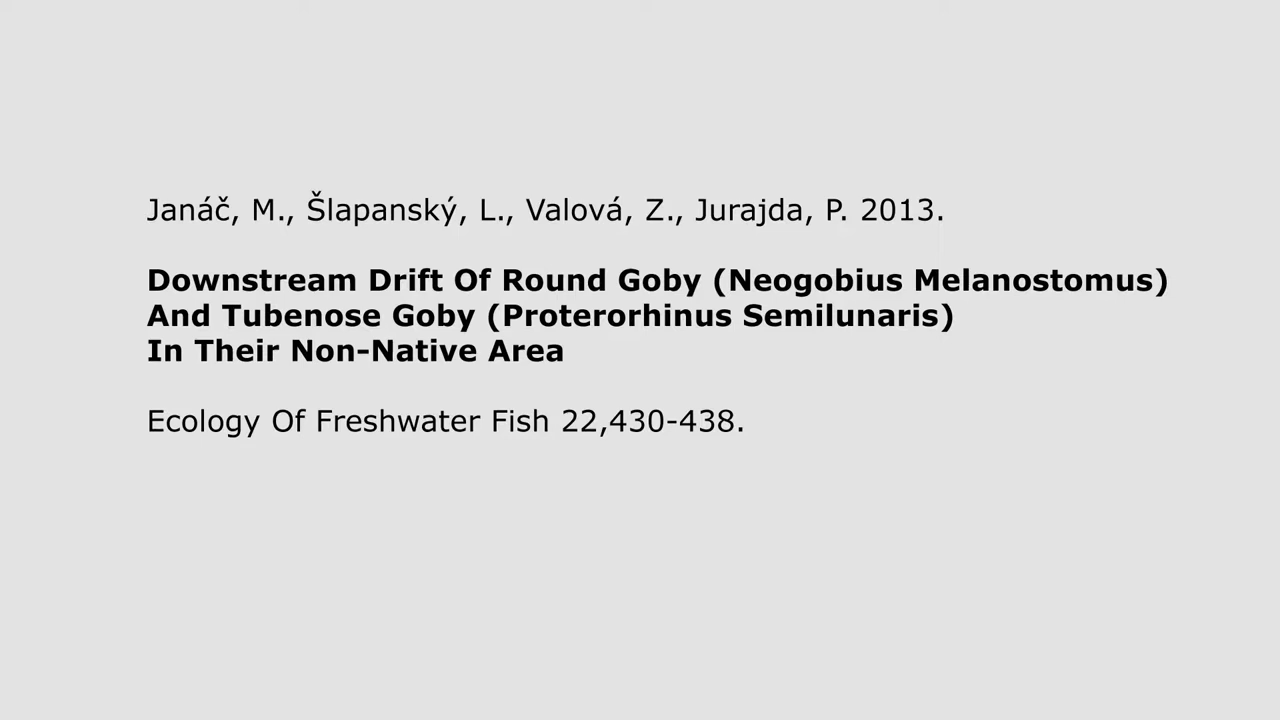 Janáč, M., Šlapanský, L., Valová, Z., Jurajda, P. 2013.
Downstream Drift Of Round Goby (Neogobius Melanostomus)
And Tubenose Goby (Proterorhinus Semilunaris)
In Their Non-Native Area
Ecology Of Freshwater Fish 22,430-438.